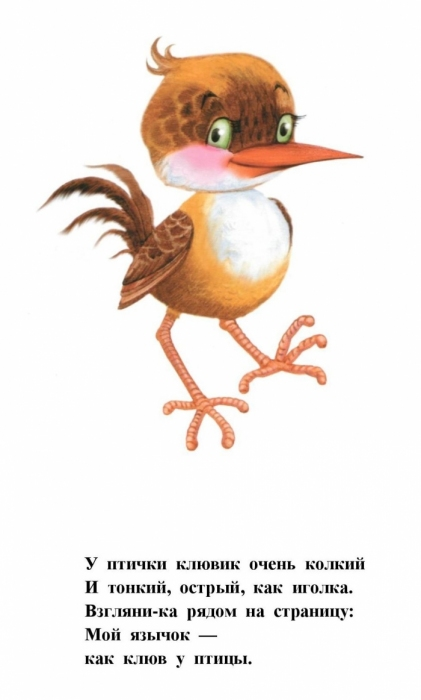 У птички клювик очень колкий
И тонкий, острый, как иголка.
Взгляни-ка рядом на страницу:
Мой язычок —
как клюв у птицы.